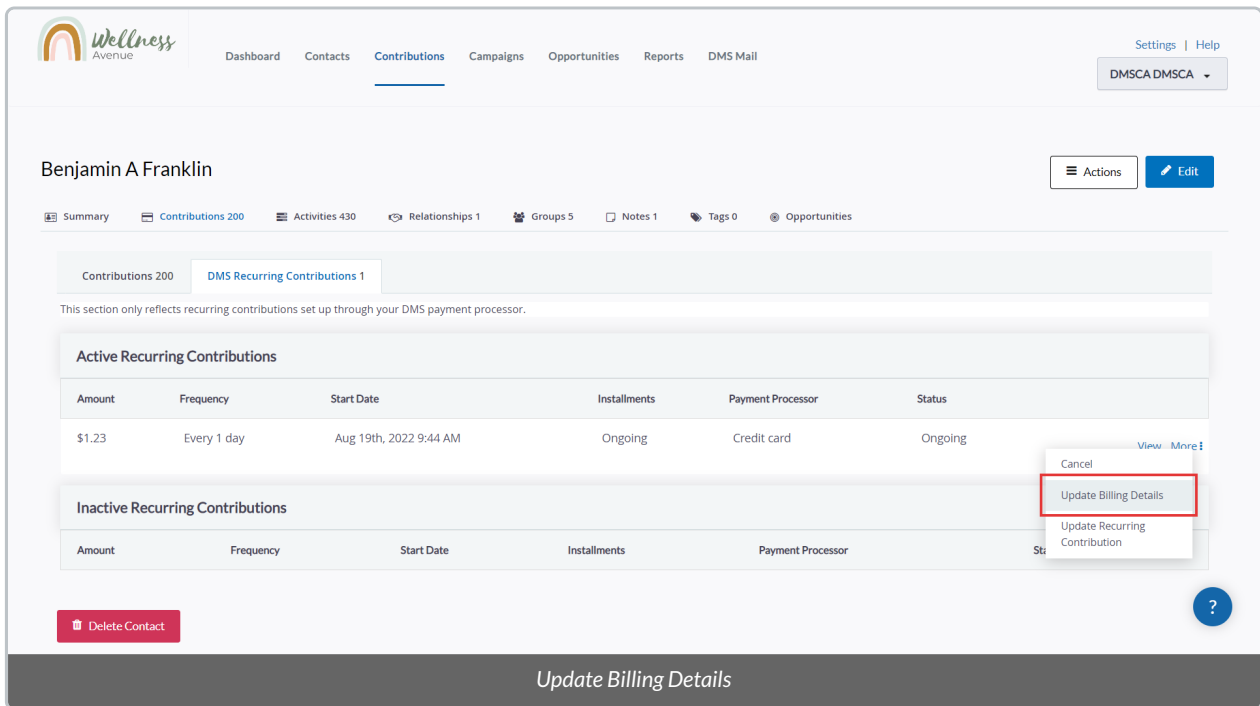 Wellness
Avenue
Dashboard Contacts Contributions Campaigns Opportunities Reports DMS Mail
Settings | Help
DMSCA DMSCA
Benjamin A Franklin
Actions
Edit
Summary Contributions 200 Activities 430 Relationships 1 Groups 5 Notes 1 Tags 0 Opportunities
Contributions 200 DMS Recurring Contributions 1
This section only reflects recurring contributions set up through your DMS payment processor.
Active Recurring Contributions
Amount Frequency Start Date Installments Payment Processor Status
$1.23 Every 1 day Aug 19th, 2022 9:44 AM Ongoing Credit card Ongoing
View More
Cancel
Update Billing Details
Update Recurring
Contribution
Inactive Recurring Contributions
Amount Frequency Start Date Installments Payment Processor Sta
?
Delete Contact
Update Billing Details